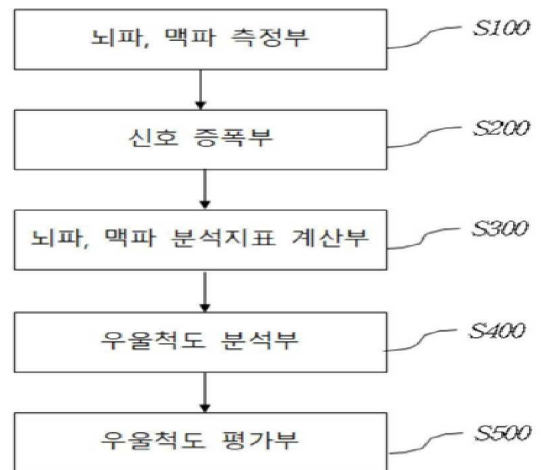 뇌파, 맥파 측정부
S100
신호 증폭부
S200
뇌파, 맥파 분석지표 계산부
S300
우울척도 분석부
S400
우울척도 평가부
S500